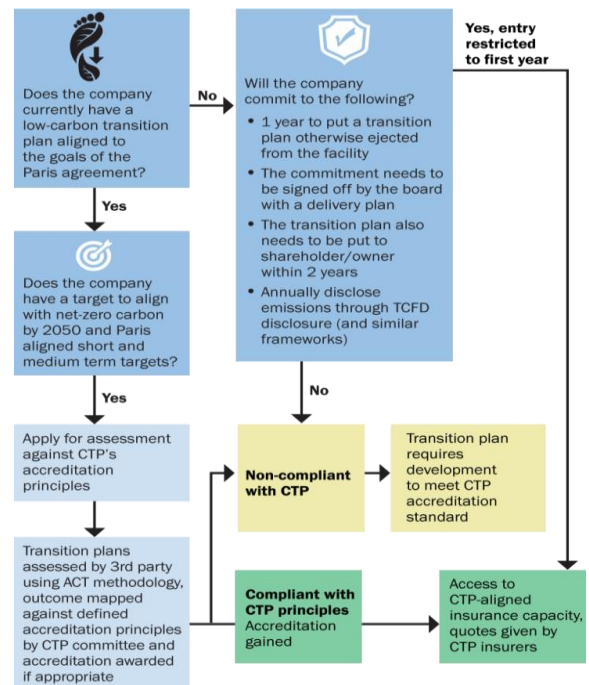 Does the company
currently have a
low-carbon transition
plan aligned to
the goals of the
Paris agreement?
No
Will the company
commit to the following?
• 1 year to put a transition
plan otherwise ejected
from the facility
• The commitment needs to
be signed off by the board
with a delivery plan
• The transition plan also
needs to be put to
shareholder/owner
within 2 years
• Annually disclose
emissions through TCFD
disclosure (and similar
frameworks)
Yes, entry
restricted
to first year
Yes
Does the company
have a target to align
with net-zero carbon
by 2050 and Paris
aligned short and
medium term targets?
Yes
No
Apply for assessment
against CTP's
accreditation
principles
Non-compliant
with CTP
Transition plan
requires
development
to meet CTP
accreditation
standard
Transition plans
assessed by 3rd party
using ACT methodology,
outcome mapped
against defined
accreditation principles
by CTP committee and
accreditation awarded
if appropriate
Compliant with
CTP principles
Accreditation
gained
Access to
CTP-aligned
insurance capacity,
quotes given by
CTP insurers